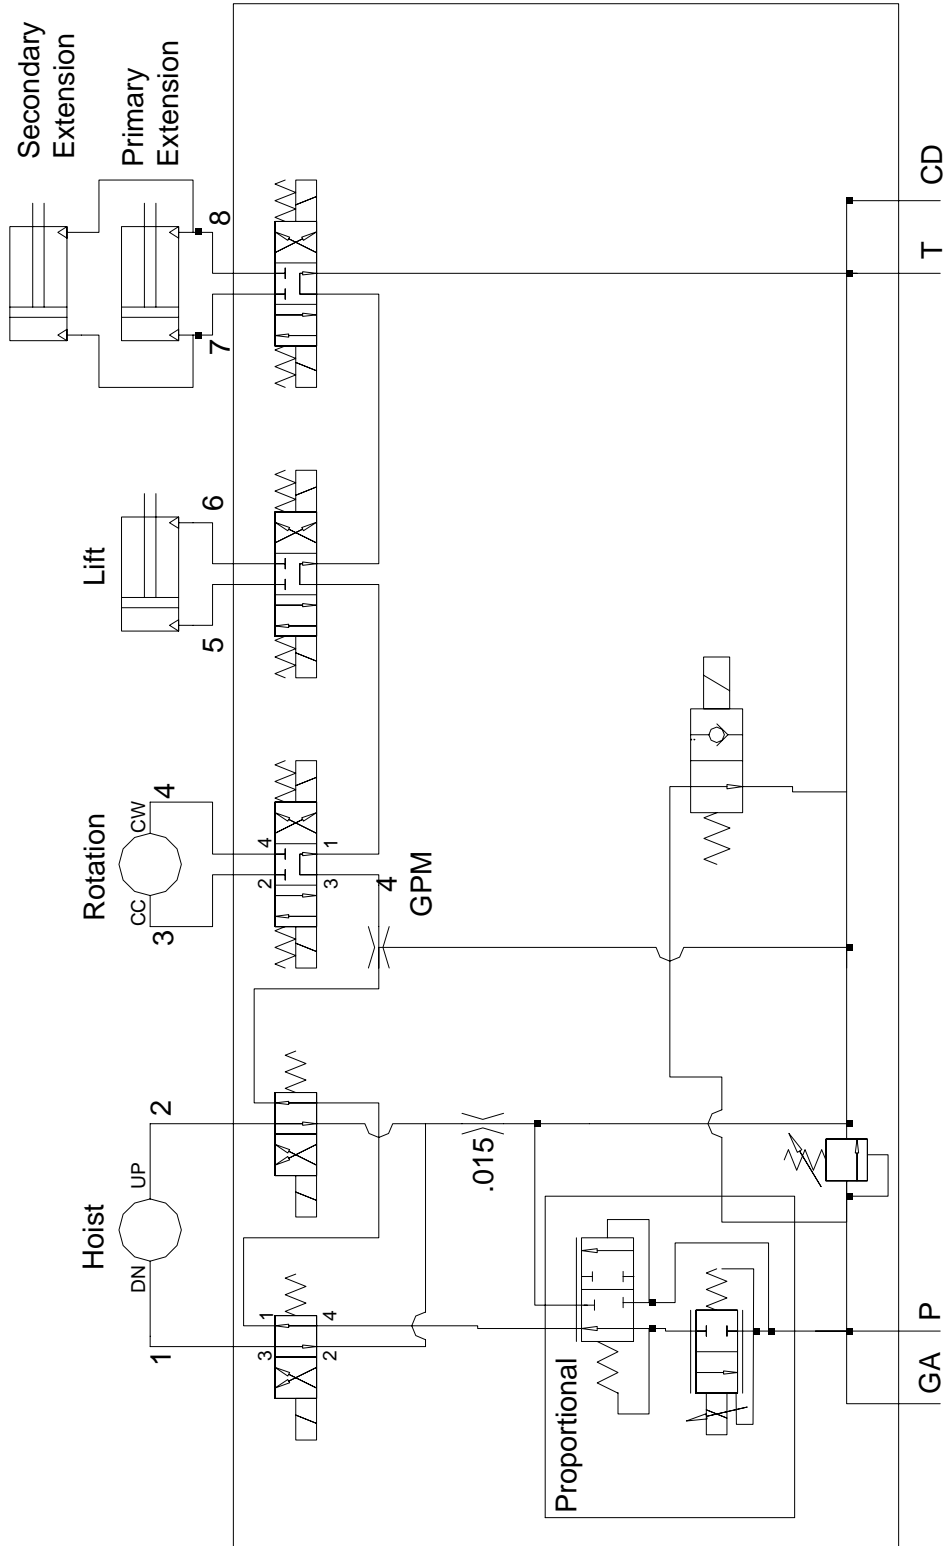 Hoist
DN
UP
1
2
3
1
2
4
Rotation
CC
CW
3
4
2
4
3
1
4
GPM
Lift
5
6
Secondary
Extension
Primary
Extension
7
8
.015
Proportional
GA
P
T
CD